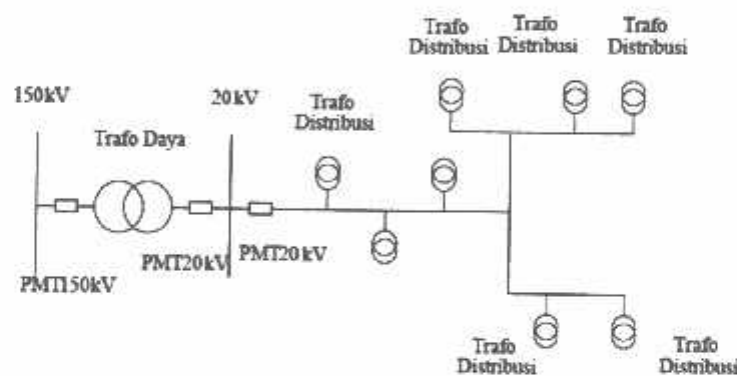 Trafo
Distribusi
Trafo
Distribusi
Trafo
Distribusi
150kV
20kV
Trafo
Distribusi
Trafo Daya
PMT150kV
PMT20kV
PMT20kV
Trafo
Distribusi
Trafo
Distribusi